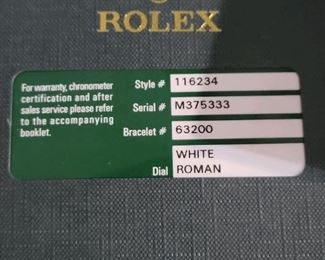 ROLEX
For warranty, chronometer
certification and after
sales service please refer
to the accompanying
booklet.
Style # 116234
Serial # M375333
Bracelet # 63200
WHITE
Dial ROMAN